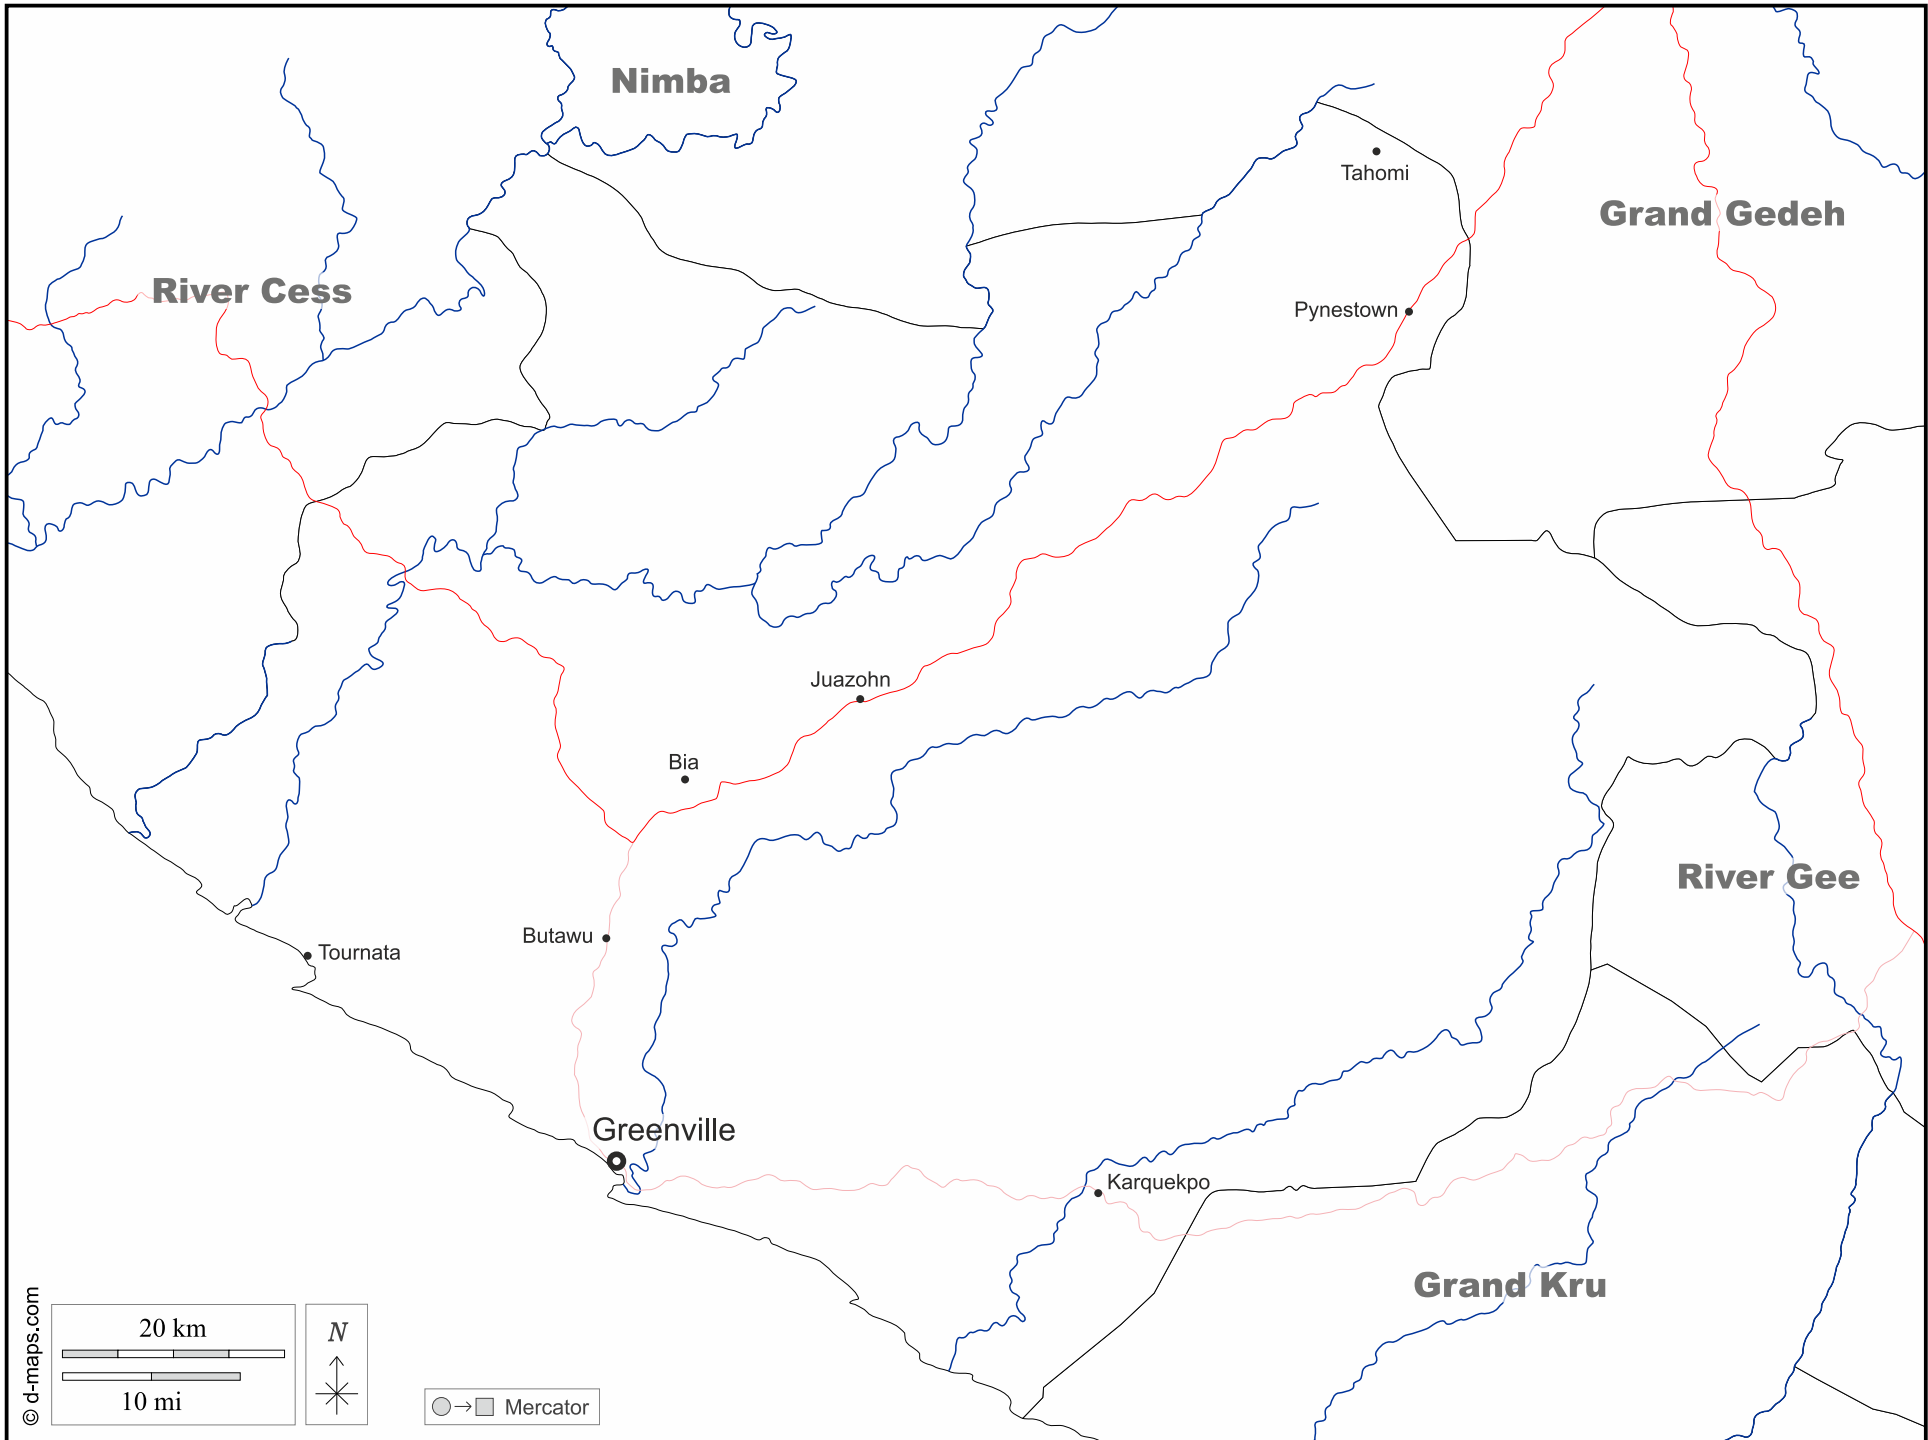 Nimba
Tahomi
Grand Gedeh
River Cess
Pynestown
Juazohn
Bia
River Gee
Butawu
Tournata
Greenville
Karquekpo
Grand Kru
© d-maps.com
20 km
10 mi
N
Mercator